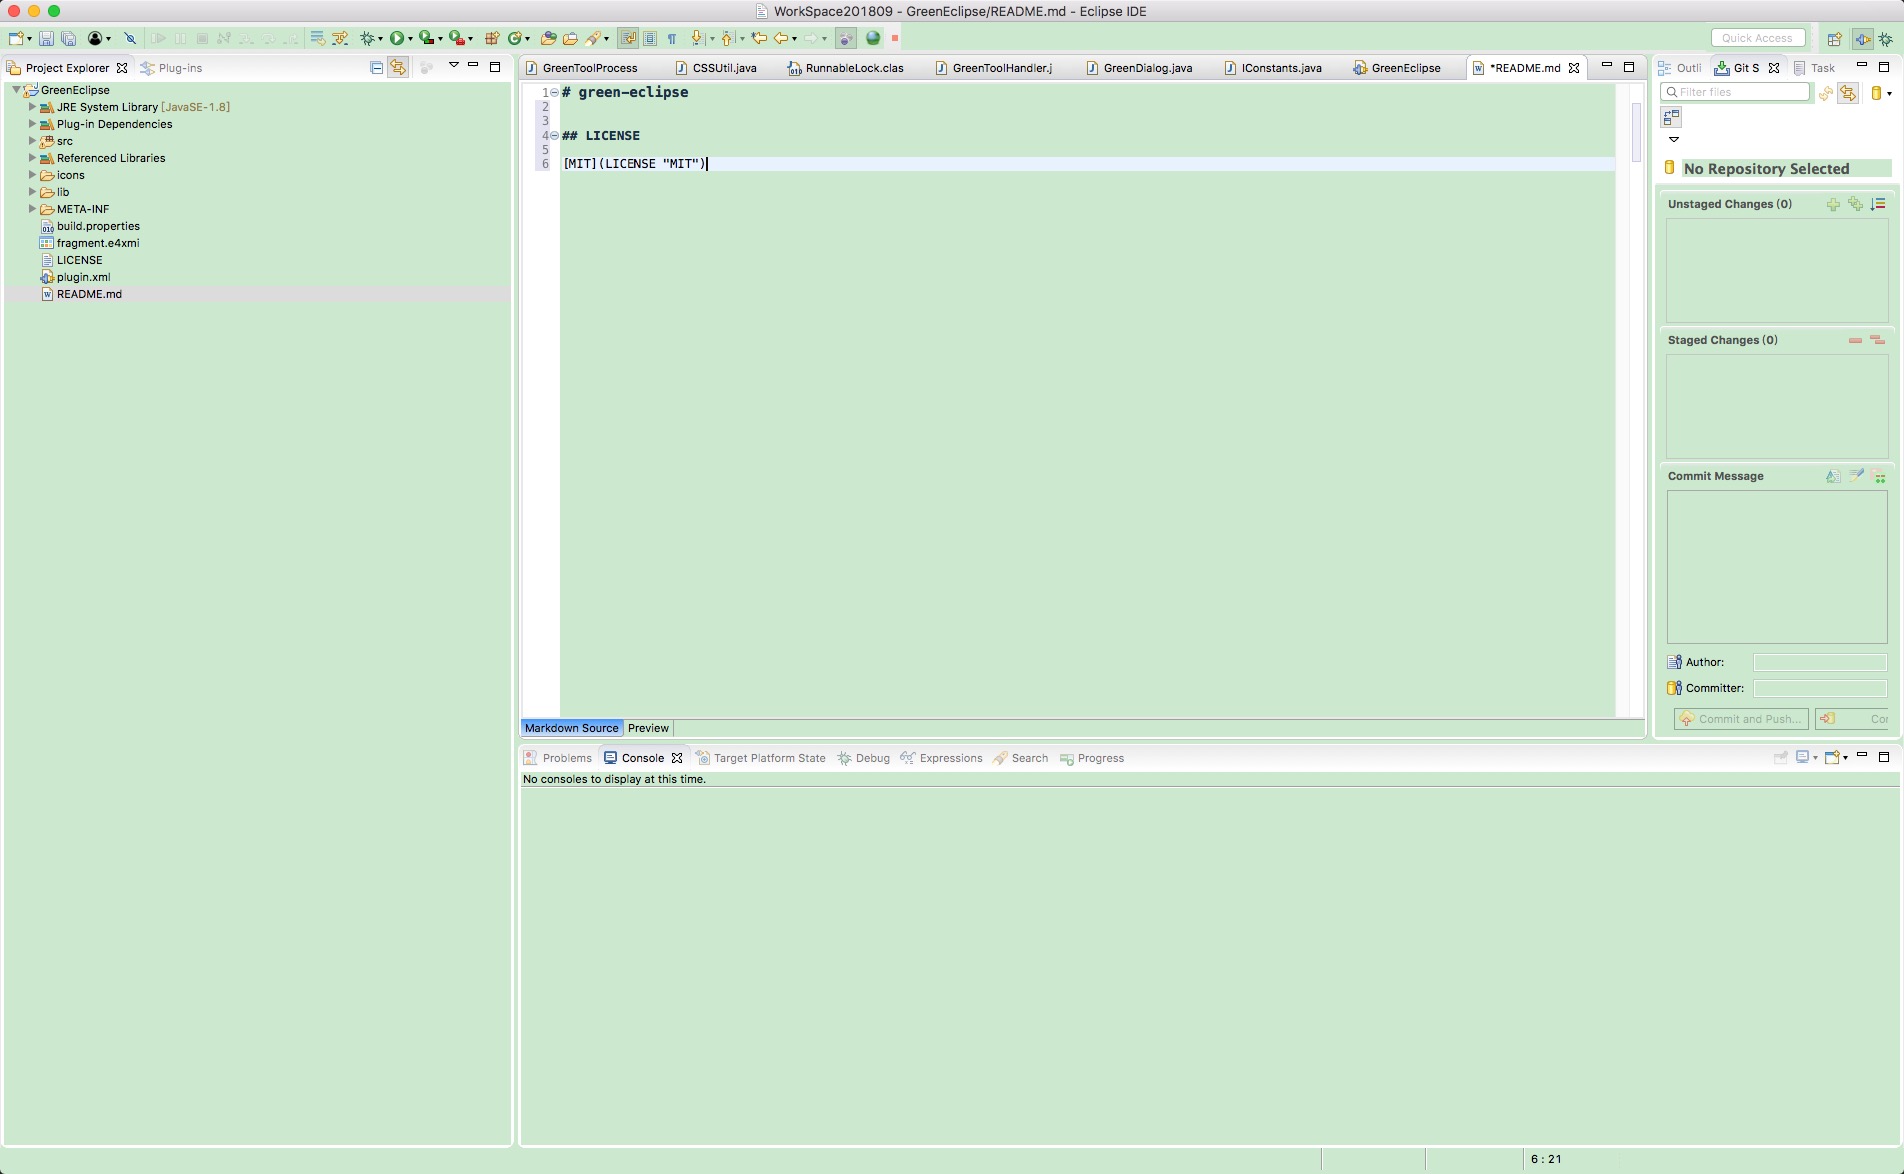 WorkSpace201809 - GreenEclipse/README.md - Eclipse IDE
Quick Access
Project Explorer
Plug-ins
GreenEclipse
JRE System Library [JavaSE-1.8]
Plug-in Dependencies
src
Referenced Libraries
icons
lib
META-INF
build.properties
fragment.e4xmi
LICENSE
plugin.xml
README.md
GreenToolProcess
CSSUtil.java
RunnableLock.clas
GreenToolHandler.j
GreenDialog.java
IConstants.java
GreenEclipse
*README.md
1 # green-eclipse
2
3
4 ## LICENSE
5
6 [MIT](LICENSE "MIT")
Markdown Source Preview
Outli
Git S
Task
Filter files
No Repository Selected
Unstaged Changes (0)
Staged Changes (0)
Commit Message
Author:
Committer:
Commit and Push...
Cor
Problems
Console
Target Platform State
Debug
Expressions
Search
Progress
No consoles to display at this time.
6 : 21